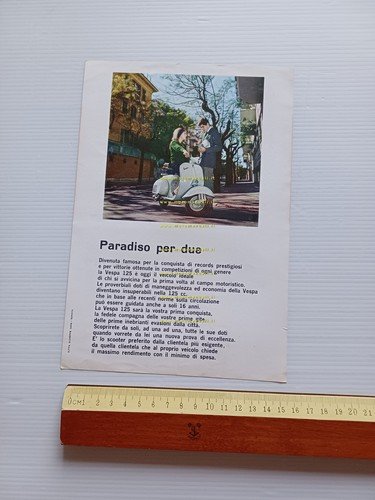 Paradiso per due
Divenuta famosa per la conquista di records prestigiosi
e per vittorie ottenute in competizioni di ogni genere
la Vespa 125 è oggi il veicolo ideale
di chi si avvicina per la prima volta al campo motoristico.
Le proverbiali doti di maneggevolezza ed economia della Vespa
diventano insuperabili nella 125 cc.
che in base alle recenti norme sulla circolazione
può essere guidata anche a soli 16 anni.
La Vespa 125 sarà la vostra prima conquista,
la fedele compagna delle vostre prime gite,
delle prime inebrianti evasioni dalla città.
Scoprirete da soli, ad una ad una, tutte le sue doti
quando vorrete da lei una nuova prova di eccellenza.
E' lo scooter preferito dalla clientela più esigente,
da quella clientela che al proprio veicolo chiede
il massimo rendimento con il minimo di spesa.
0cm 1 2 3 4 5 6 7 8 9 10 11 12 13 14 15 16 17 18 19 20 21